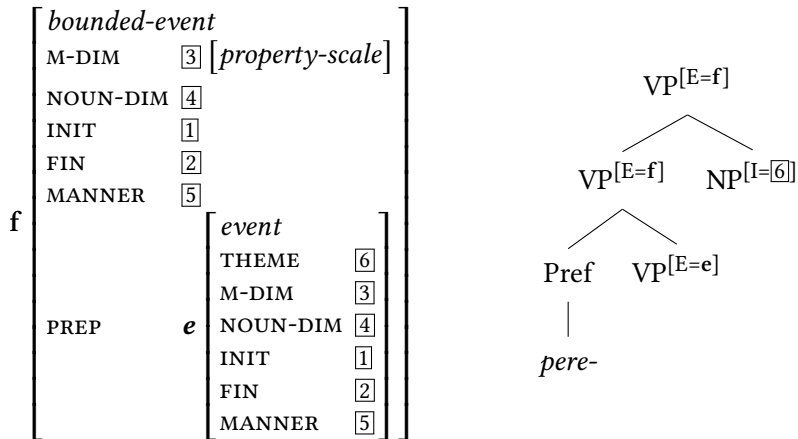 bounded-event
M-DIM 3 [property-scale]
NOUN-DIM 4
INIT 1
FIN 2
MANNER 5
f
PREP e
event
THEME 6
M-DIM 3
NOUN-DIM 4
INIT 1
FIN 2
MANNER 5
VP[E=f]
VP[E=f] NP[I=6]
Pref VP[E=e]
pere-